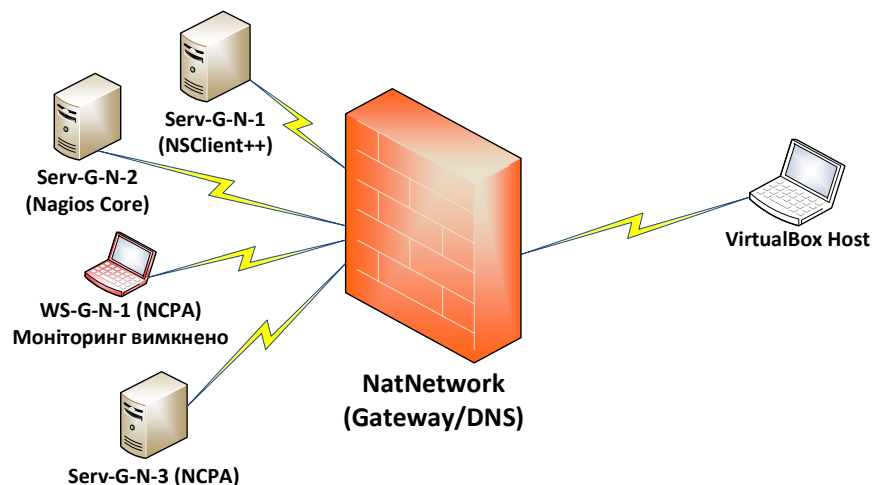 Serv-G-N-1
(NSClient++)
Serv-G-N-2
(Nagios Core)
WS-G-N-1 (NCPA)
Моніторинг вимкнено
Serv-G-N-3 (NCPA)
NatNetwork
(Gateway/DNS)
VirtualBox Host